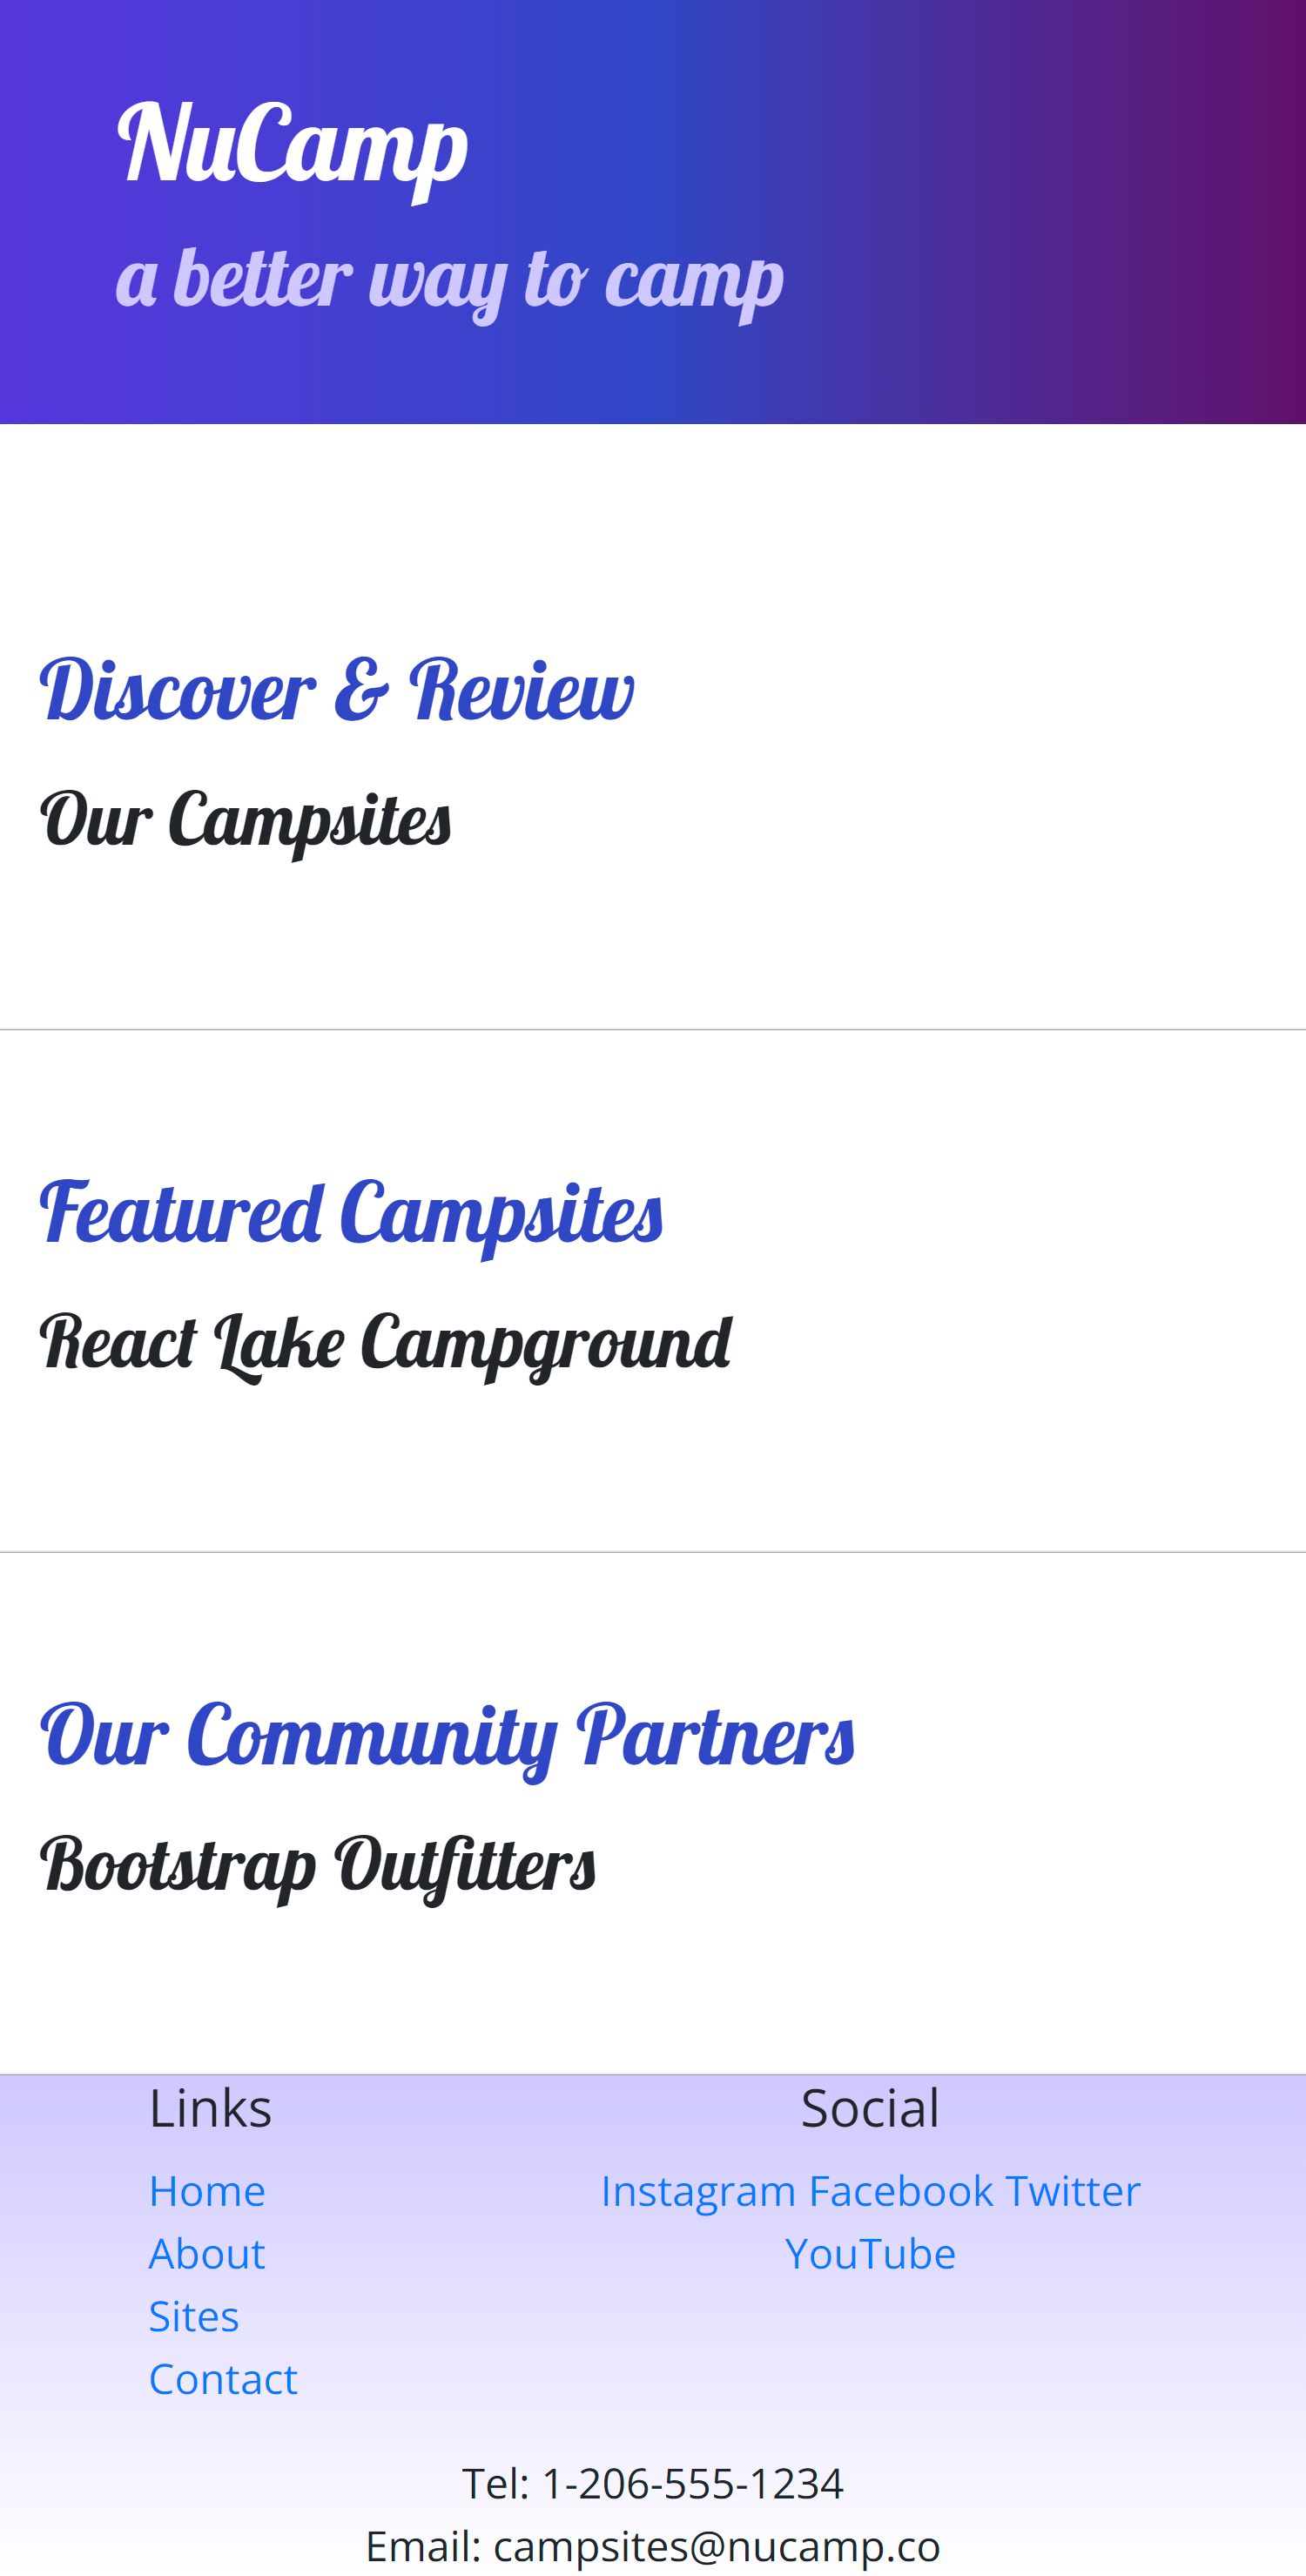 NuCamp
a better way to camp
Discover & Review
Our Campsites
Featured Campsites
React Lake Campground
Our Community Partners
Bootstrap Outfitters
Links
Home
About
Sites
Contact
Social
Instagram Facebook Twitter
YouTube
Tel: 1-206-555-1234
Email: campsites@nucamp.co